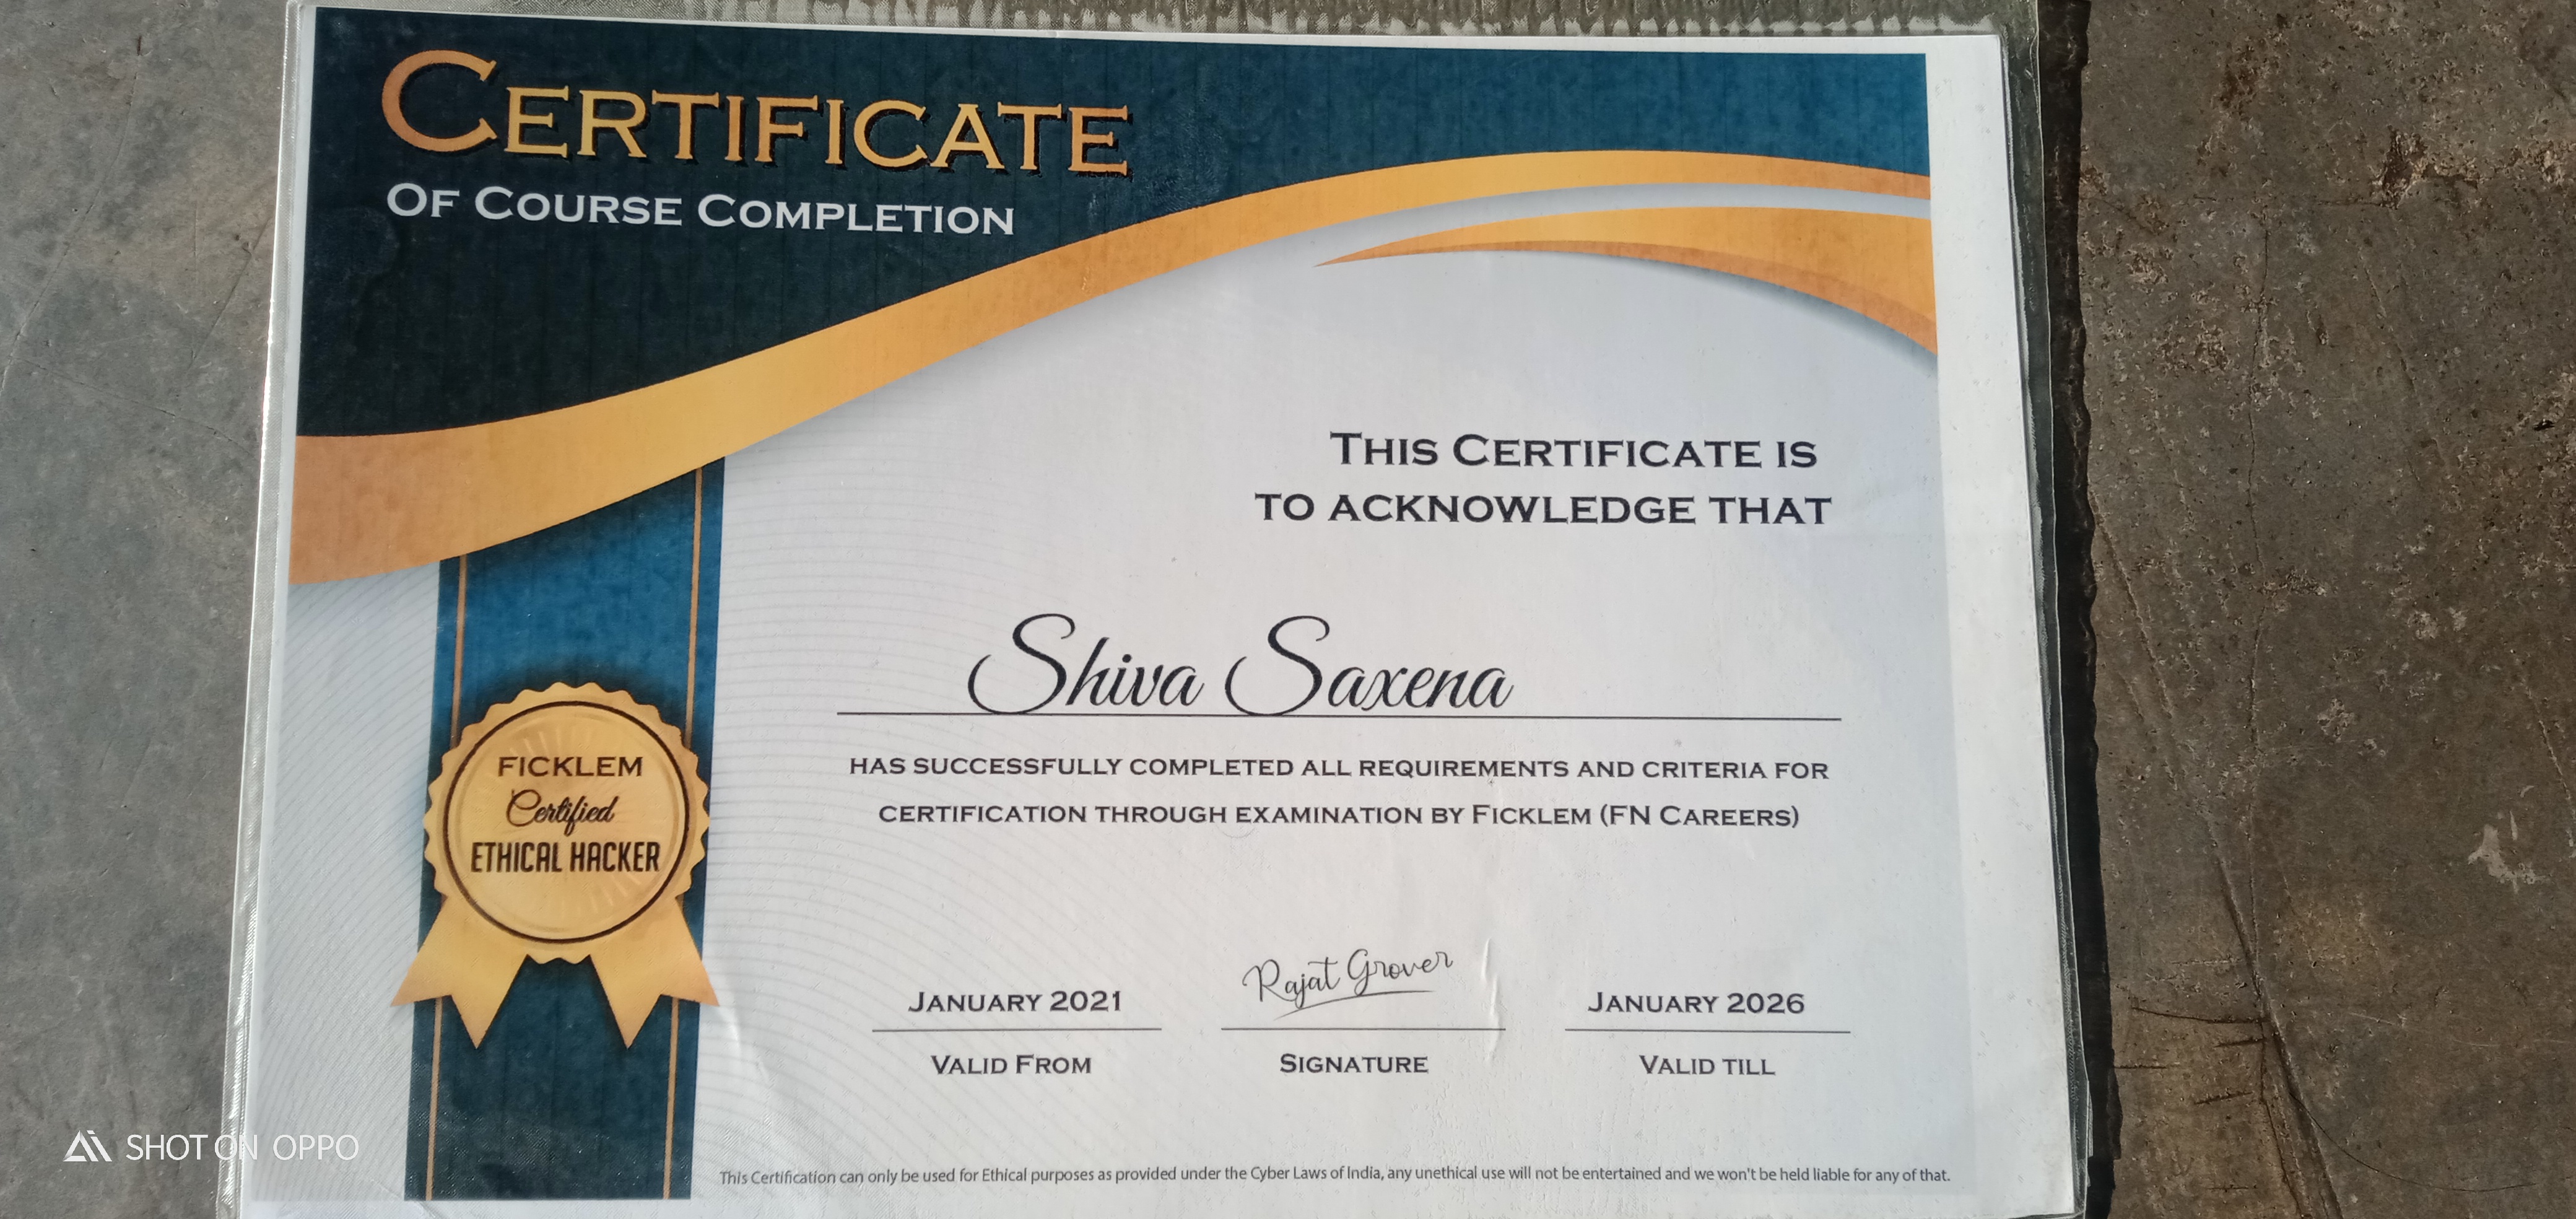 CERTIFICATE
OF COURSE COMPLETION
THIS CERTIFICATE IS
TO ACKNOWLEDGE THAT
Shiva Saxena
HAS SUCCESSFULLY COMPLETED ALL REQUIREMENTS AND CRITERIA FOR
CERTIFICATION THROUGH EXAMINATION BY FICKLEM (FN CAREERS)
FICKLEM
Certified
ETHICAL HACKER
JANUARY 2021
VALID FROM
Rajat Grover
SIGNATURE
JANUARY 2026
VALID TILL
This Certification can only be used for Ethical purposes as provided under the Cyber Laws of India, any unethical use will not be entertained and we won't be held liable for any of that.
SHOT ON OPPO